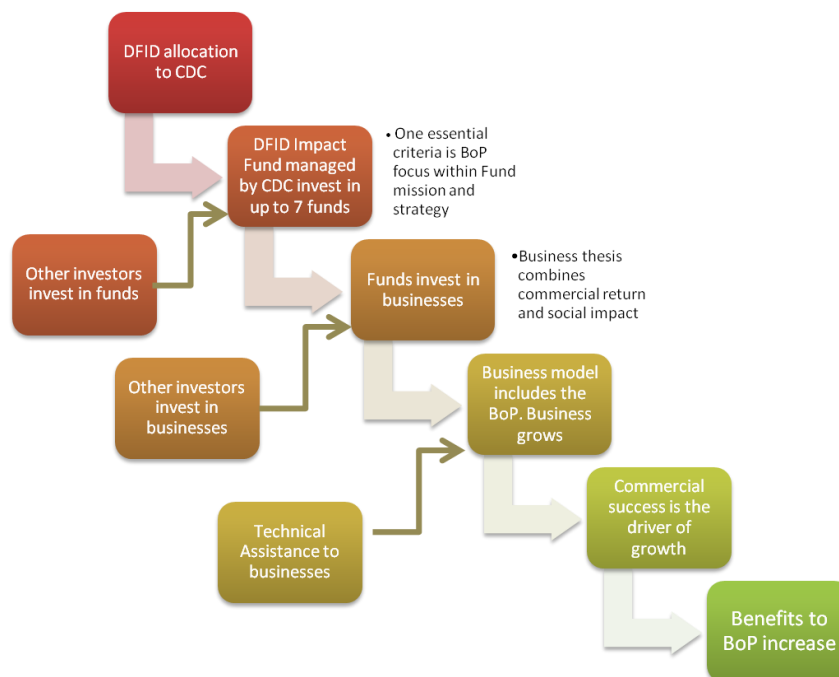 DFID allocation
to CDC
DFID Impact
Fund managed
by CDC invest in
up to 7 funds
• One essential
criteria is BoP
focus within Fund
mission and
strategy
Other investors
invest in funds
Funds invest in
businesses
•Business thesis
combines
commercial return
and social impact
Other investors
invest in
businesses
Business model
includes the
BoP. Business
grows
Technical
Assistance to
businesses
Commercial
success is the
driver of
growth
Benefits to
BoP increase